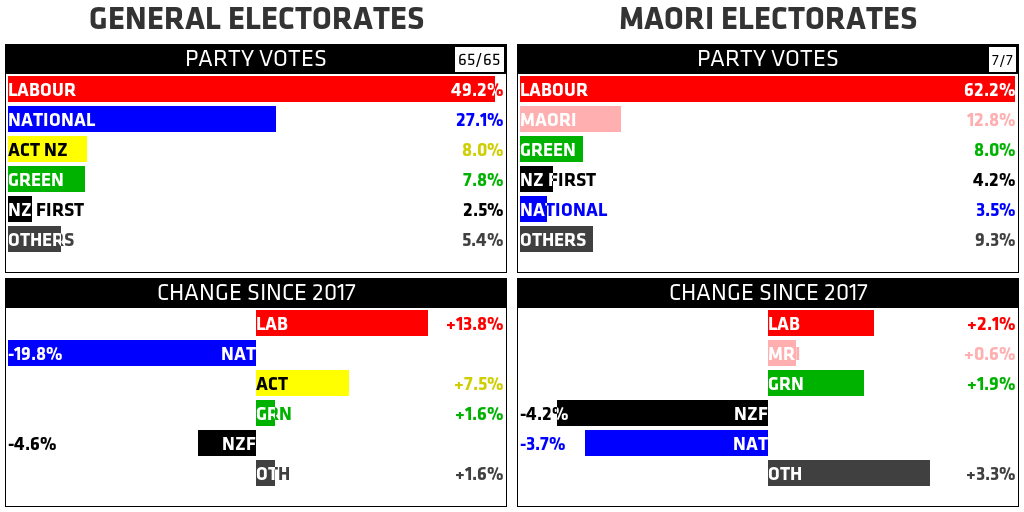 GENERAL ELECTORATES
PARTY VOTES 65/65
LABOUR 49.2%
NATIONAL 27.1%
ACT NZ 8.0%
GREEN 7.8%
NZ FIRST 2.5%
OTHERS 5.4%
CHANGE SINCE 2017
LAB +13.8%
-19.8% NAT
ACT +7.5%
GRN +1.6%
-4.6% NZF
OTH +1.6%
MAORI ELECTORATES
PARTY VOTES 7/7
LABOUR 62.2%
MAORI 12.8%
GREEN 8.0%
NZ FIRST 4.2%
NATIONAL 3.5%
OTHERS 9.3%
CHANGE SINCE 2017
LAB +2.1%
MRI +0.6%
GRN +1.9%
-4.2% NZF
-3.7% NAT
OTH +3.3%